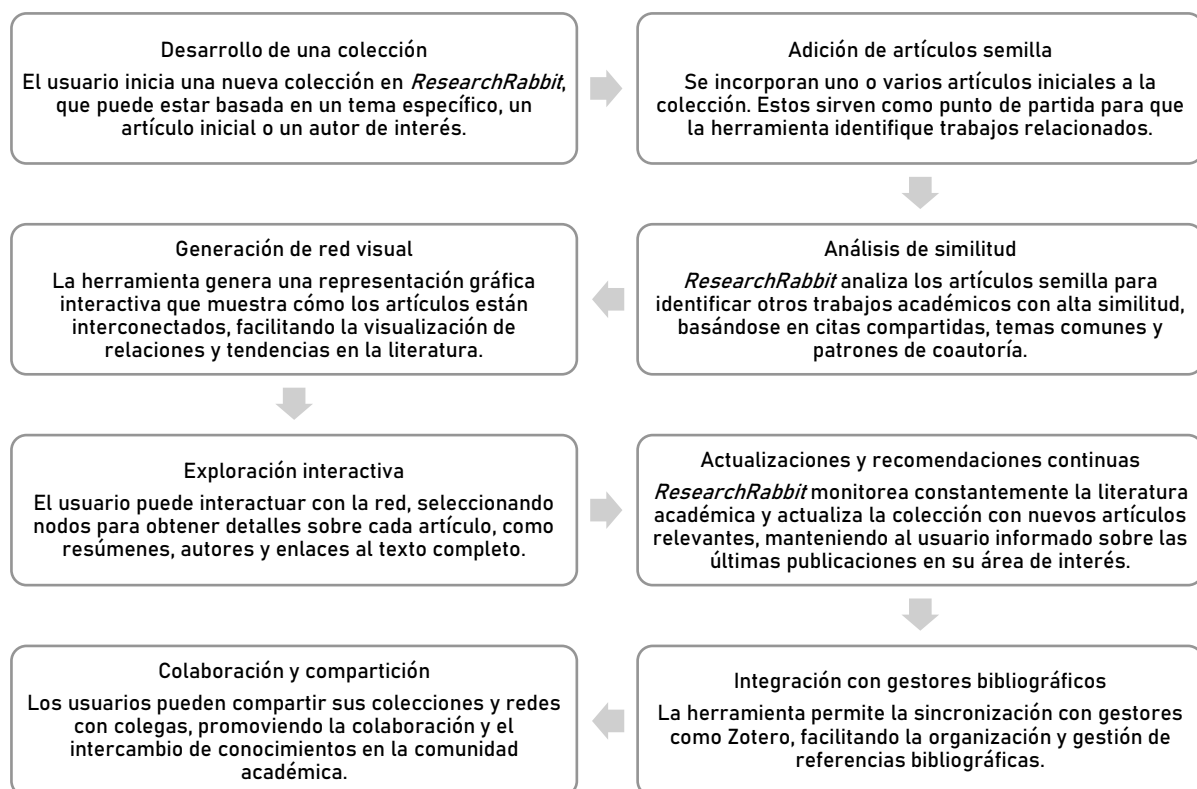 Desarrollo de una colección
El usuario inicia una nueva colección en ResearchRabbit,
que puede estar basada en un tema específico, un
artículo inicial o un autor de interés.
Adición de artículos semilla
Se incorporan uno o varios artículos iniciales a la
colección. Estos sirven como punto de partida para que
la herramienta identifique trabajos relacionados.
Análisis de similitud
ResearchRabbit analiza los artículos semilla para
identificar otros trabajos académicos con alta similitud,
basándose en citas compartidas, temas comunes y
patrones de coautoría.
Generación de red visual
La herramienta genera una representación gráfica
interactiva que muestra cómo los artículos están
interconectados, facilitando la visualización de
relaciones y tendencias en la literatura.
Exploración interactiva
El usuario puede interactuar con la red, seleccionando
nodos para obtener detalles sobre cada artículo, como
resúmenes, autores y enlaces al texto completo.
Actualizaciones y recomendaciones continuas
ResearchRabbit monitorea constantemente la literatura
académica y actualiza la colección con nuevos artículos
relevantes, manteniendo al usuario informado sobre las
últimas publicaciones en su área de interés.
Integración con gestores bibliográficos
La herramienta permite la sincronización con gestores
como Zotero, facilitando la organización y gestión de
referencias bibliográficas.
Colaboración y compartición
Los usuarios pueden compartir sus colecciones y redes
con colegas, promoviendo la colaboración y el
intercambio de conocimientos en la comunidad
académica.